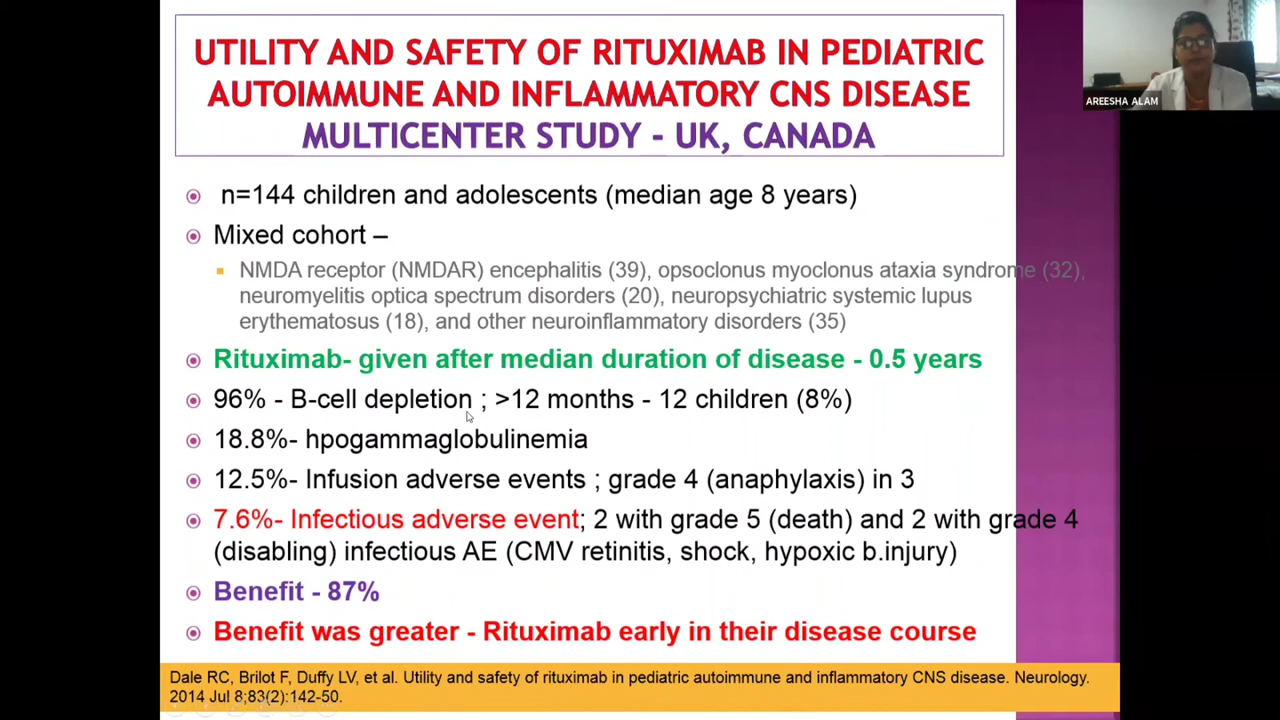 UTILITY AND SAFETY OF RITUXIMAB IN PEDIATRIC
AUTOIMMUNE AND INFLAMMATORY CNS DISEASE
MULTICENTER STUDY - UK, CANADA
AREESHA ALAM
n=144 children and adolescents (median age 8 years)
Mixed cohort –
NMDA receptor (NMDAR) encephalitis (39), opsoclonus myoclonus ataxia syndrome (32),
neuromyelitis optica spectrum disorders (20), neuropsychiatric systemic lupus
erythematosus (18), and other neuroinflammatory disorders (35)
Rituximab- given after median duration of disease - 0.5 years
96% - B-cell depletion ; >12 months - 12 children (8%)
18.8%- hpogammaglobulinemia
12.5%- Infusion adverse events ; grade 4 (anaphylaxis) in 3
7.6%- Infectious adverse event; 2 with grade 5 (death) and 2 with grade 4
(disabling) infectious AE (CMV retinitis, shock, hypoxic b.injury)
Benefit - 87%
Benefit was greater - Rituximab early in their disease course
Dale RC, Brilot F, Duffy LV, et al. Utility and safety of rituximab in pediatric autoimmune and inflammatory CNS disease. Neurology.
2014 Jul 8;83(2):142-50.